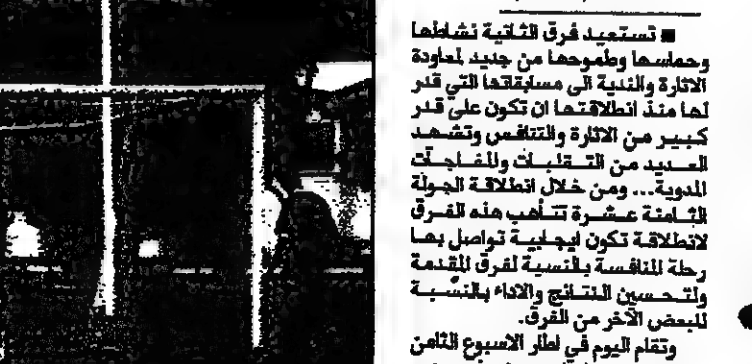 ■ تستعيد فرق الثانية نشاطها
وحماسها وطموحها من جديد لمعاودة
الاثارة والندية الى مسابقاتها التي قدر
لها منذ انطلاقتها ان تكون على قدر
كبير من الاثارة والتنافس وتشهد
العديد من التقلبات والمفاجآت
المدوية... ومن خلال انطلاقة الجولة
الثامنة عشرة تتأهب هذه الفرق
لانطلاقة تكون ايجابية تواصل بها
رحلة المنافسة بالنسبة لفرق المقدمة
ولتحسين النتائج والاداء بالنسبة
للبعض الآخر من الفرق.
وتقام اليوم في اطار الاسبوع الثامن